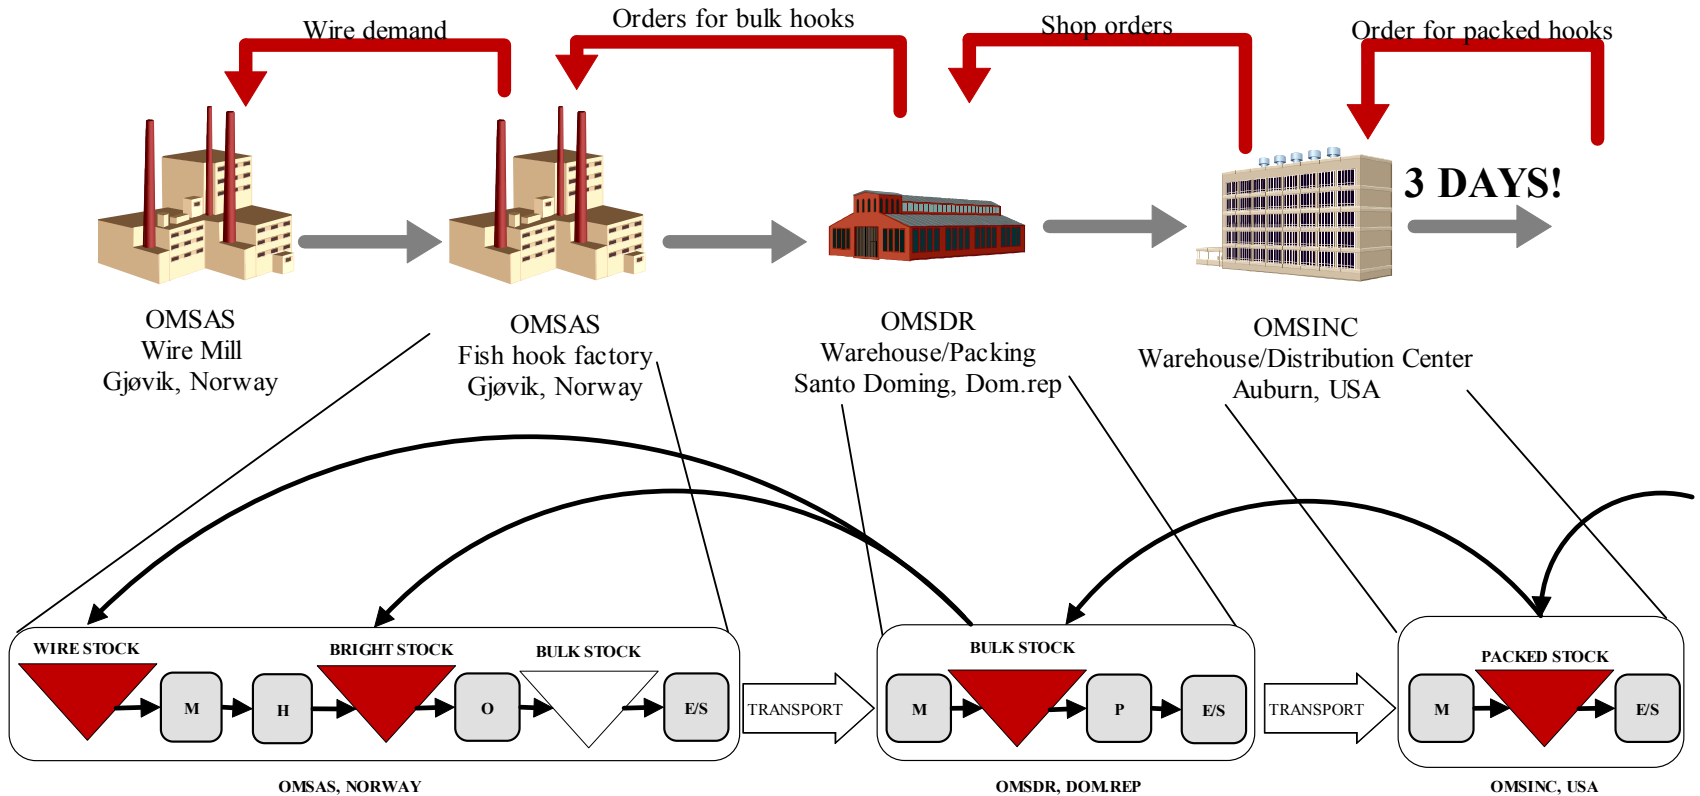 Wire demand
Orders for bulk hooks
Shop orders
Order for packed hooks
3 DAYS!
OMSAS
Wire Mill
Gjøvik, Norway
OMSAS
Fish hook factory
Gjøvik, Norway
OMSDR
Warehouse/Packing
Santo Doming, Dom.rep
OMSINC
Warehouse/Distribution Center
Auburn, USA
WIRE STOCK
BRIGHT STOCK
BULK STOCK
M
H
O
E/S
TRANSPORT
BULK STOCK
M
P
E/S
TRANSPORT
PACKED STOCK
M
E/S
OMSAS, NORWAY
OMSDR, DOM.REP
OMSINC, USA